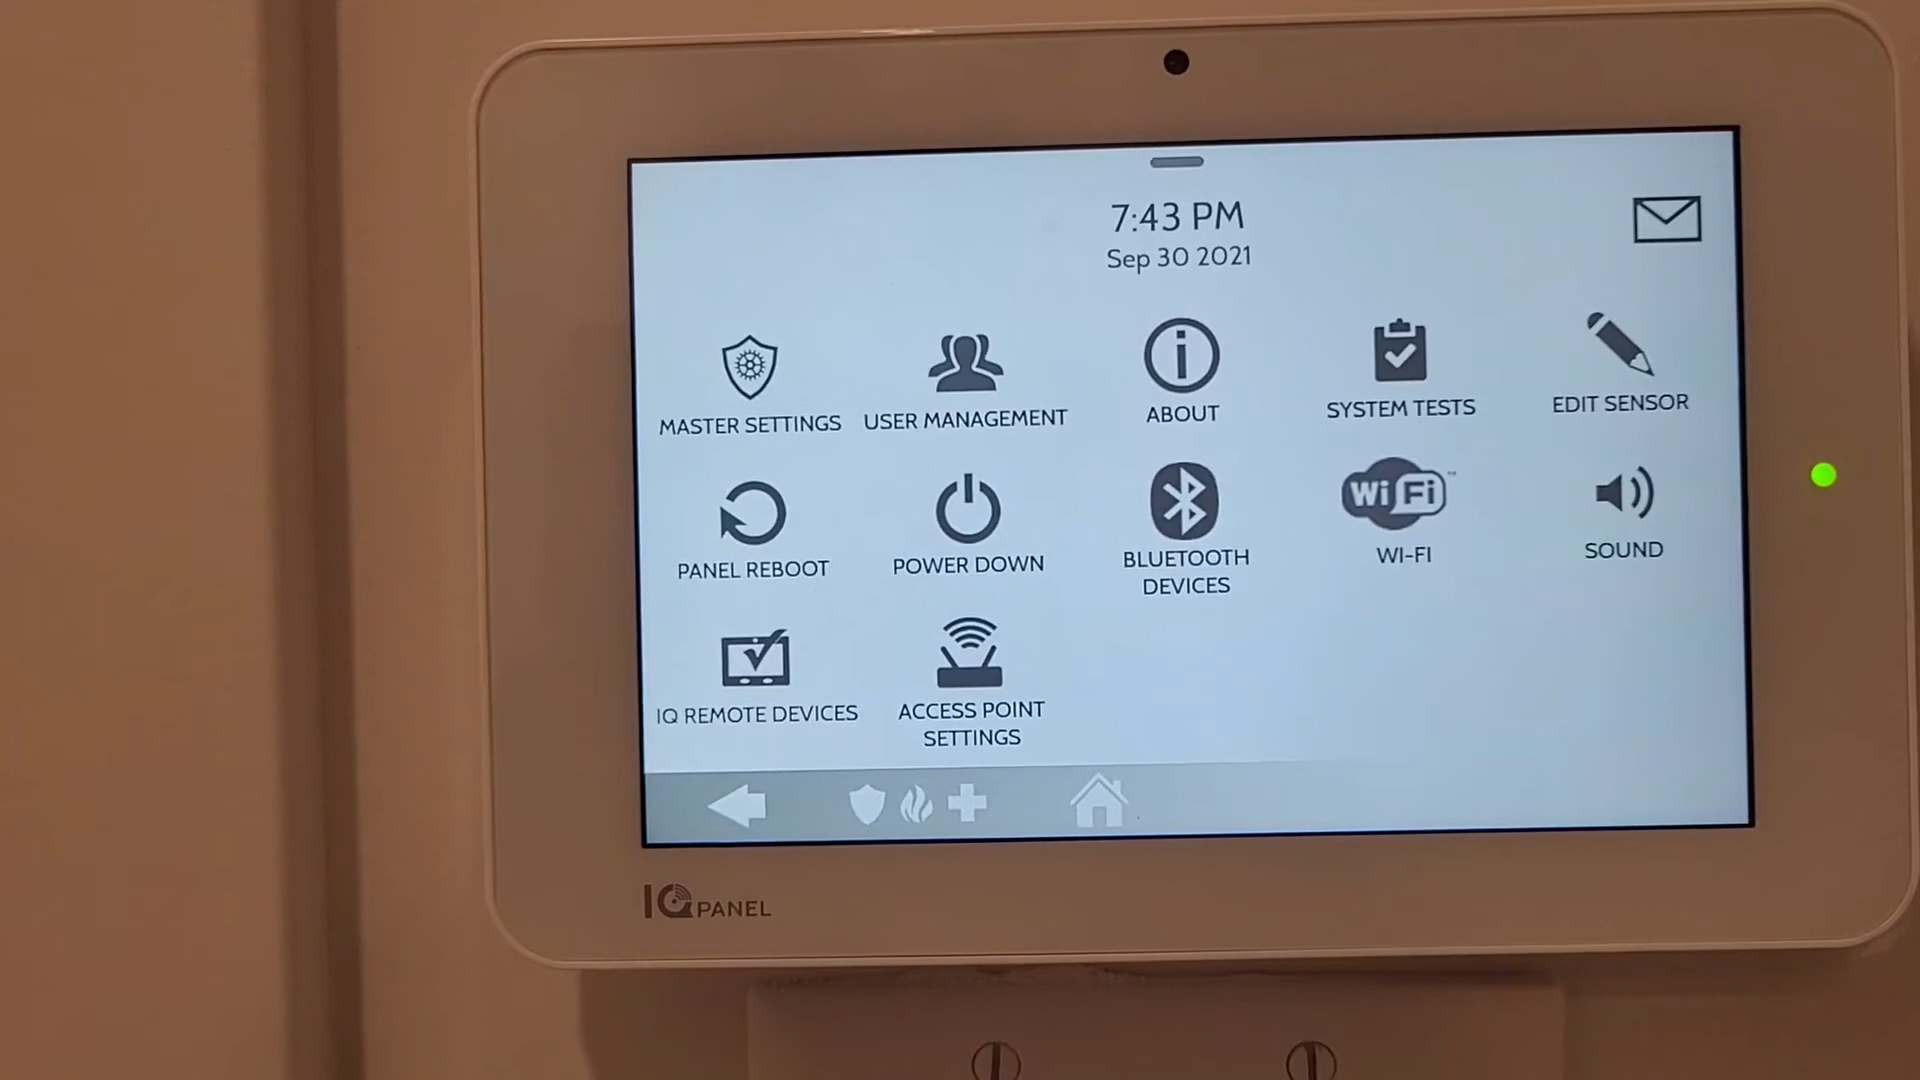 7:43 PM
Sep 30 2021
MASTER SETTINGS
USER MANAGEMENT
ABOUT
SYSTEM TESTS
EDIT SENSOR
PANEL REBOOT
POWER DOWN
BLUETOOTH
DEVICES
WiFi™
WI-FI
SOUND
IQ REMOTE DEVICES
ACCESS POINT
SETTINGS
IQ PANEL